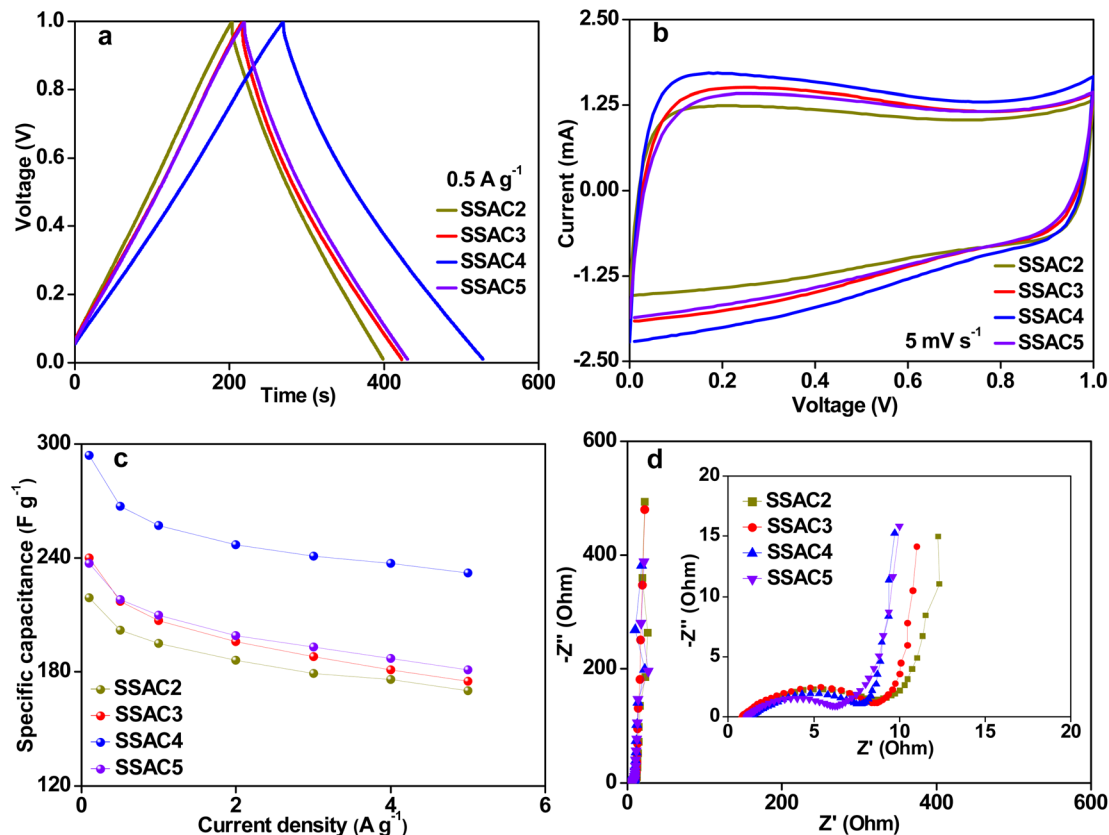 a
Voltage (V)
1.0
0.8
0.6
0.4
0.2
0.0
0.5 A g⁻¹
SSAC2
SSAC3
SSAC4
SSAC5
0
200
400
600
Time (s)
b
Current (mA)
2.50
1.25
0.00
-1.25
-2.50
SSAC2
SSAC3
SSAC4
SSAC5
5 mV s⁻¹
0.0
0.2
0.4
0.6
0.8
1.0
Voltage (V)
c
Specific capacitance (F g⁻¹)
300
240
180
120
SSAC2
SSAC3
SSAC4
SSAC5
0
2
4
6
Current density (A g⁻¹)
d
-Z'' (Ohm)
600
400
200
0
SSAC2
SSAC3
SSAC4
SSAC5
-Z'' (Ohm)
20
15
10
5
0
0
5
10
20
Z' (Ohm)
0
200
400
600
Z' (Ohm)